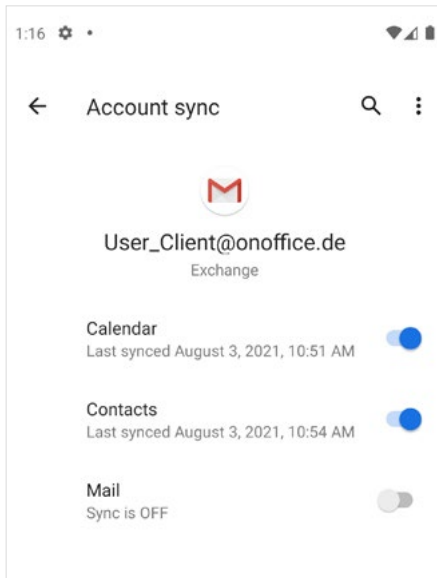 1:16
Account sync
User_Client@onoffice.de
Exchange
Calendar
Last synced August 3, 2021, 10:51 AM
Contacts
Last synced August 3, 2021, 10:54 AM
Mail
Sync is OFF